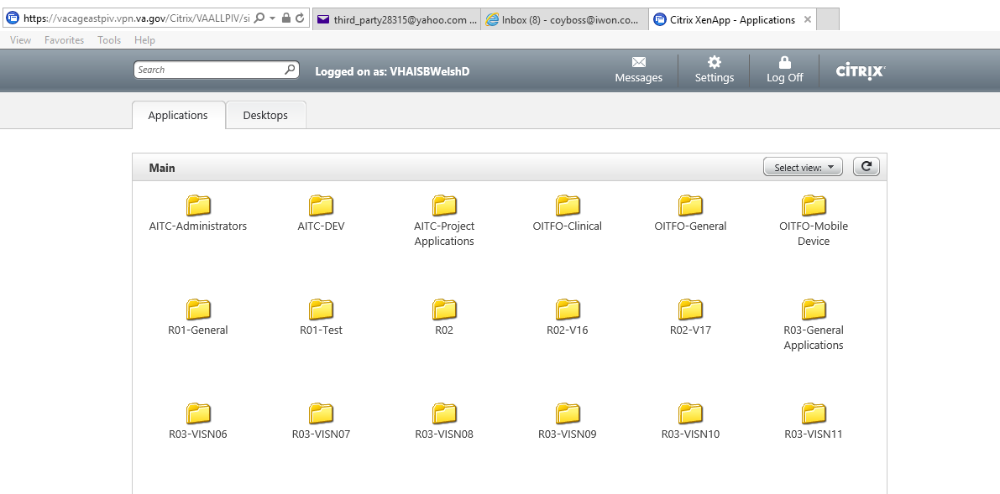 https://vacageastpiv.vpn.va.gov/Citrix/VAALLPIV/si
third_party28315@yahoo.com ...
Inbox (8) - coyboss@iwon.co...
Citrix XenApp - Applications
View Favorites Tools Help
Search
Logged on as: VHAISBWelshD
Messages
Settings
Log Off
CITRIX
Applications
Desktops
Main
Select view:
AITC-Administrators
AITC-DEV
AITC-Project
Applications
OITFO-Clinical
OITFO-General
OITFO-Mobile
Device
R01-General
R01-Test
R02
R02-V16
R02-V17
R03-General
Applications
R03-VISN06
R03-VISN07
R03-VISN08
R03-VISN09
R03-VISN10
R03-VISN11